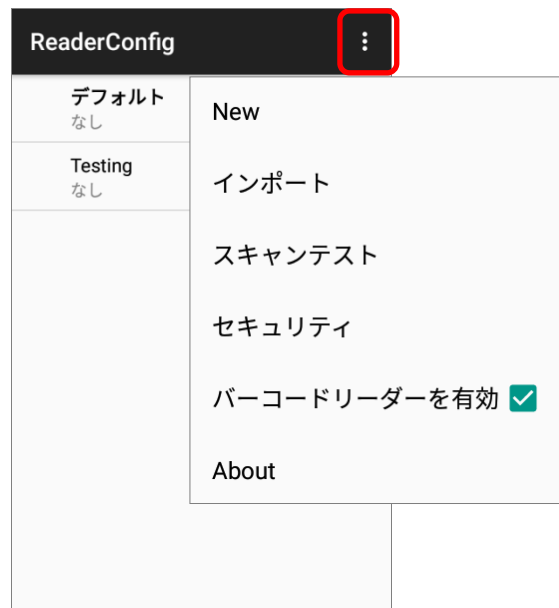 ReaderConfig
デフォルト
なし
Testing
なし
New
インポート
スキャンテスト
セキュリティ
バーコードリーダーを有効
About